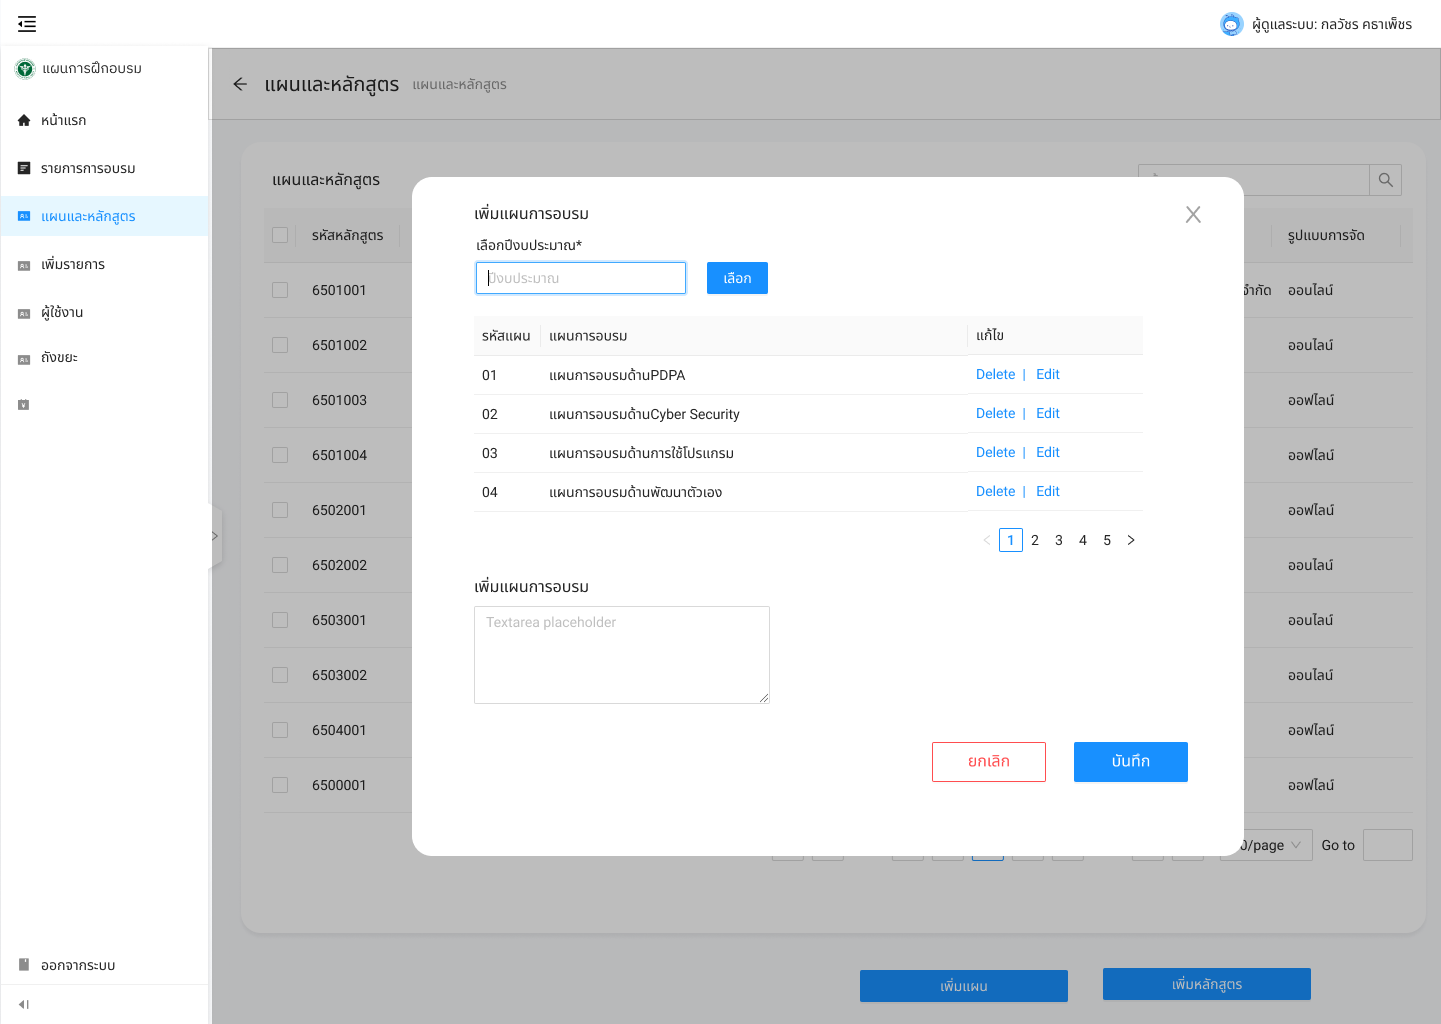 ผู้ดูแลระบบ: กลวัชร คธาเพ็ชร
แผนการฝึกอบรม
หน้าแรก
รายการการอบรม
แผนและหลักสูตร
เพิ่มรายการ
ผู้ใช้งาน
ถังขยะ
ออกจากระบบ
แผนและหลักสูตร แผนและหลักสูตร
แผนและหลักสูตร
รหัสหลักสูตร รูปแบบการจัด
6501001 จำกัด ออนไลน์
6501002 ออนไลน์
6501003 ออฟไลน์
6501004 ออฟไลน์
6502001 ออฟไลน์
6502002 ออนไลน์
6503001 ออนไลน์
6503002 ออนไลน์
6504001 ออฟไลน์
6500001 ออฟไลน์
0/page Go to
เพิ่มแผน เพิ่มหลักสูตร
เพิ่มแผนการอบรม
เลือกปีงบประมาณ*
ปีงบประมาณ เลือก
รหัสแผน แผนการอบรม แก้ไข
01 แผนการอบรมด้านPDPA Delete | Edit
02 แผนการอบรมด้านCyber Security Delete | Edit
03 แผนการอบรมด้านการใช้โปรแกรม Delete | Edit
04 แผนการอบรมด้านพัฒนาตัวเอง Delete | Edit
1 2 3 4 5
เพิ่มแผนการอบรม
Textarea placeholder
ยกเลิก บันทึก